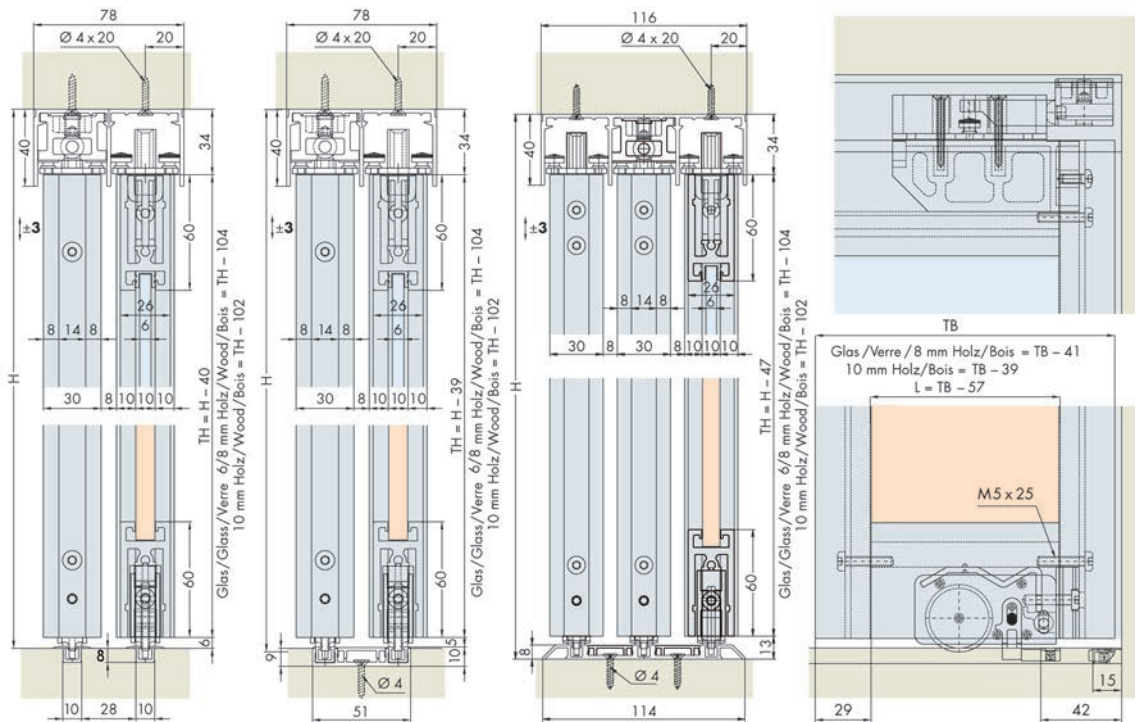 78
Ø 4 x 20
20
40
34
±3
60
26
6
8 14 8
30
8
10 10 10
H
TH = H – 40
Glas/Glass/Verre 6/8 mm Holz/Wood/Bois = TH – 104
10 mm Holz/Wood/Bois = TH – 102
60
6
8
10 28 10
78
Ø 4 x 20
20
40
34
±3
60
26
6
8 14 8
30
8
10 10 10
H
TH = H – 39
Glas/Glass/Verre 6/8 mm Holz/Wood/Bois = TH – 104
10 mm Holz/Wood/Bois = TH – 102
60
9
5
10
Ø 4
51
116
Ø 4 x 20
20
40
34
±3
60
26
6
8 14 8
30 8 30 8 10 10 10
H
TH = H – 47
Glas/Glass/Verre 6/8 mm Holz/Wood/Bois = TH – 104
10 mm Holz/Wood/Bois = TH – 102
60
8
13
Ø 4
114
TB
Glas/Verre/8 mm Holz/Bois = TB – 41
10 mm Holz/Bois = TB – 39
L = TB – 57
M5 x 25
15
29
42